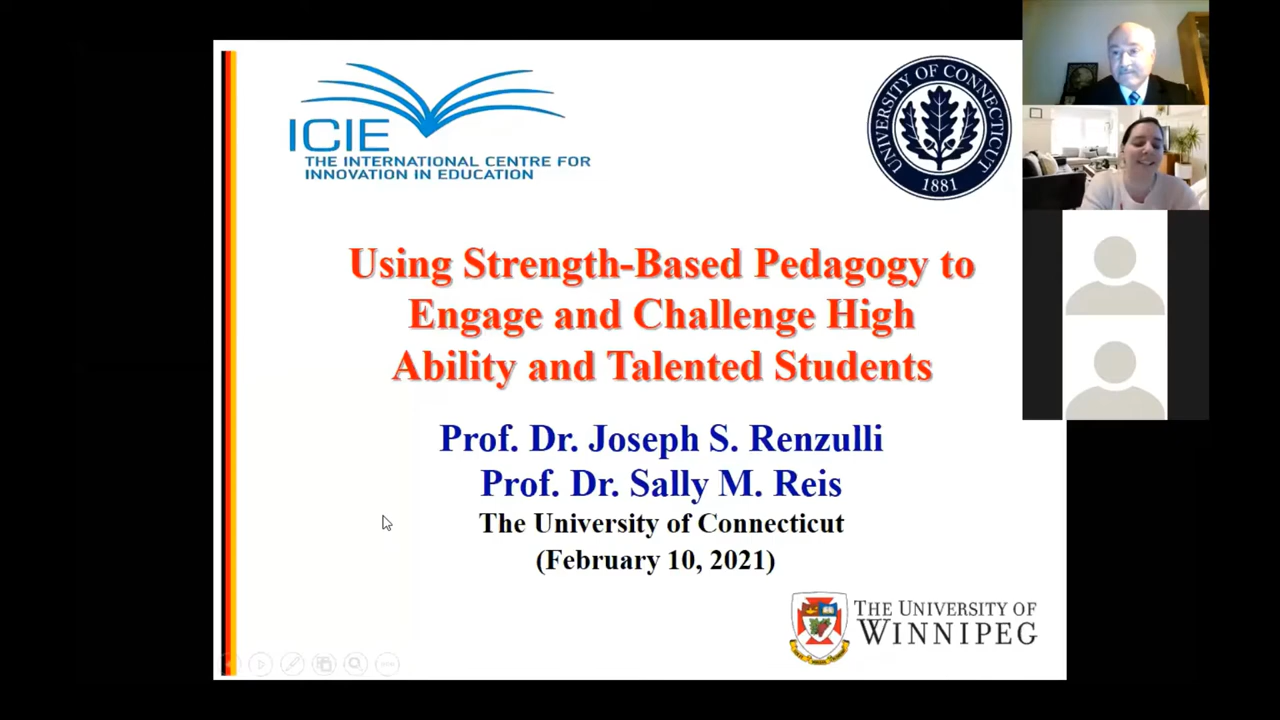 ICIE
THE INTERNATIONAL CENTRE FOR
INNOVATION IN EDUCATION
UNIVERSITY OF CONNECTICUT
1881
Using Strength-Based Pedagogy to
Engage and Challenge High
Ability and Talented Students
Prof. Dr. Joseph S. Renzulli
Prof. Dr. Sally M. Reis
The University of Connecticut
(February 10, 2021)
THE UNIVERSITY OF
WINNIPEG